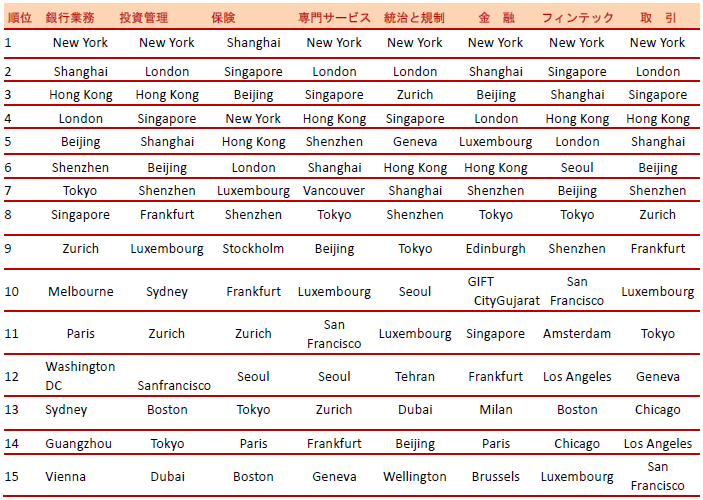 順位 銀行業務 投資管理 保険 専門サービス 統治と規制 金　融 フィンテック 取　引
1 New York New York Shanghai New York New York New York New York New York
2 Shanghai London Singapore London London Shanghai Singapore London
3 Hong Kong Hong Kong Beijing Singapore Zurich Beijing Shanghai Singapore
4 London Singapore New York Hong Kong Singapore London Hong Kong Hong Kong
5 Beijing Shanghai Hong Kong Shenzhen Geneva Luxembourg London Shanghai
6 Shenzhen Beijing London Shanghai Hong Kong Hong Kong Seoul Beijing
7 Tokyo Shenzhen Luxembourg Vancouver Shanghai Shenzhen Beijing Shenzhen
8 Singapore Frankfurt Shenzhen Tokyo Shenzhen Tokyo Tokyo Zurich
9 Zurich Luxembourg Stockholm Beijing Tokyo Edinburgh Shenzhen Frankfurt
10 Melbourne Sydney Frankfurt Luxembourg Seoul GIFT CityGujarat San Francisco Luxembourg
11 Paris Zurich Zurich San Francisco Luxembourg Singapore Amsterdam Tokyo
12 Washington DC Sanfrancisco Seoul Seoul Tehran Frankfurt Los Angeles Geneva
13 Sydney Boston Tokyo Zurich Dubai Milan Boston Chicago
14 Guangzhou Tokyo Paris Frankfurt Beijing Paris Chicago Los Angeles
15 Vienna Dubai Boston Geneva Wellington Brussels Luxembourg San Francisco